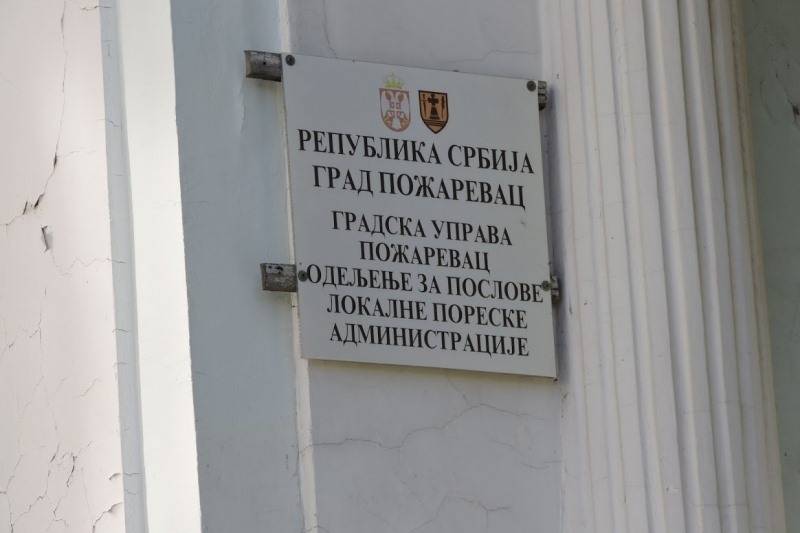 РЕПУБЛИКА СРБИЈА
ГРАД ПОЖАРЕВАЦ
ГРАДСКА УПРАВА
ПОЖАРЕВАЦ
ОДЕЉЕЊЕ ЗА ПОСЛОВЕ
ЛОКАЛНЕ ПОРЕСКЕ
АДМИНИСТРАЦИЈЕ